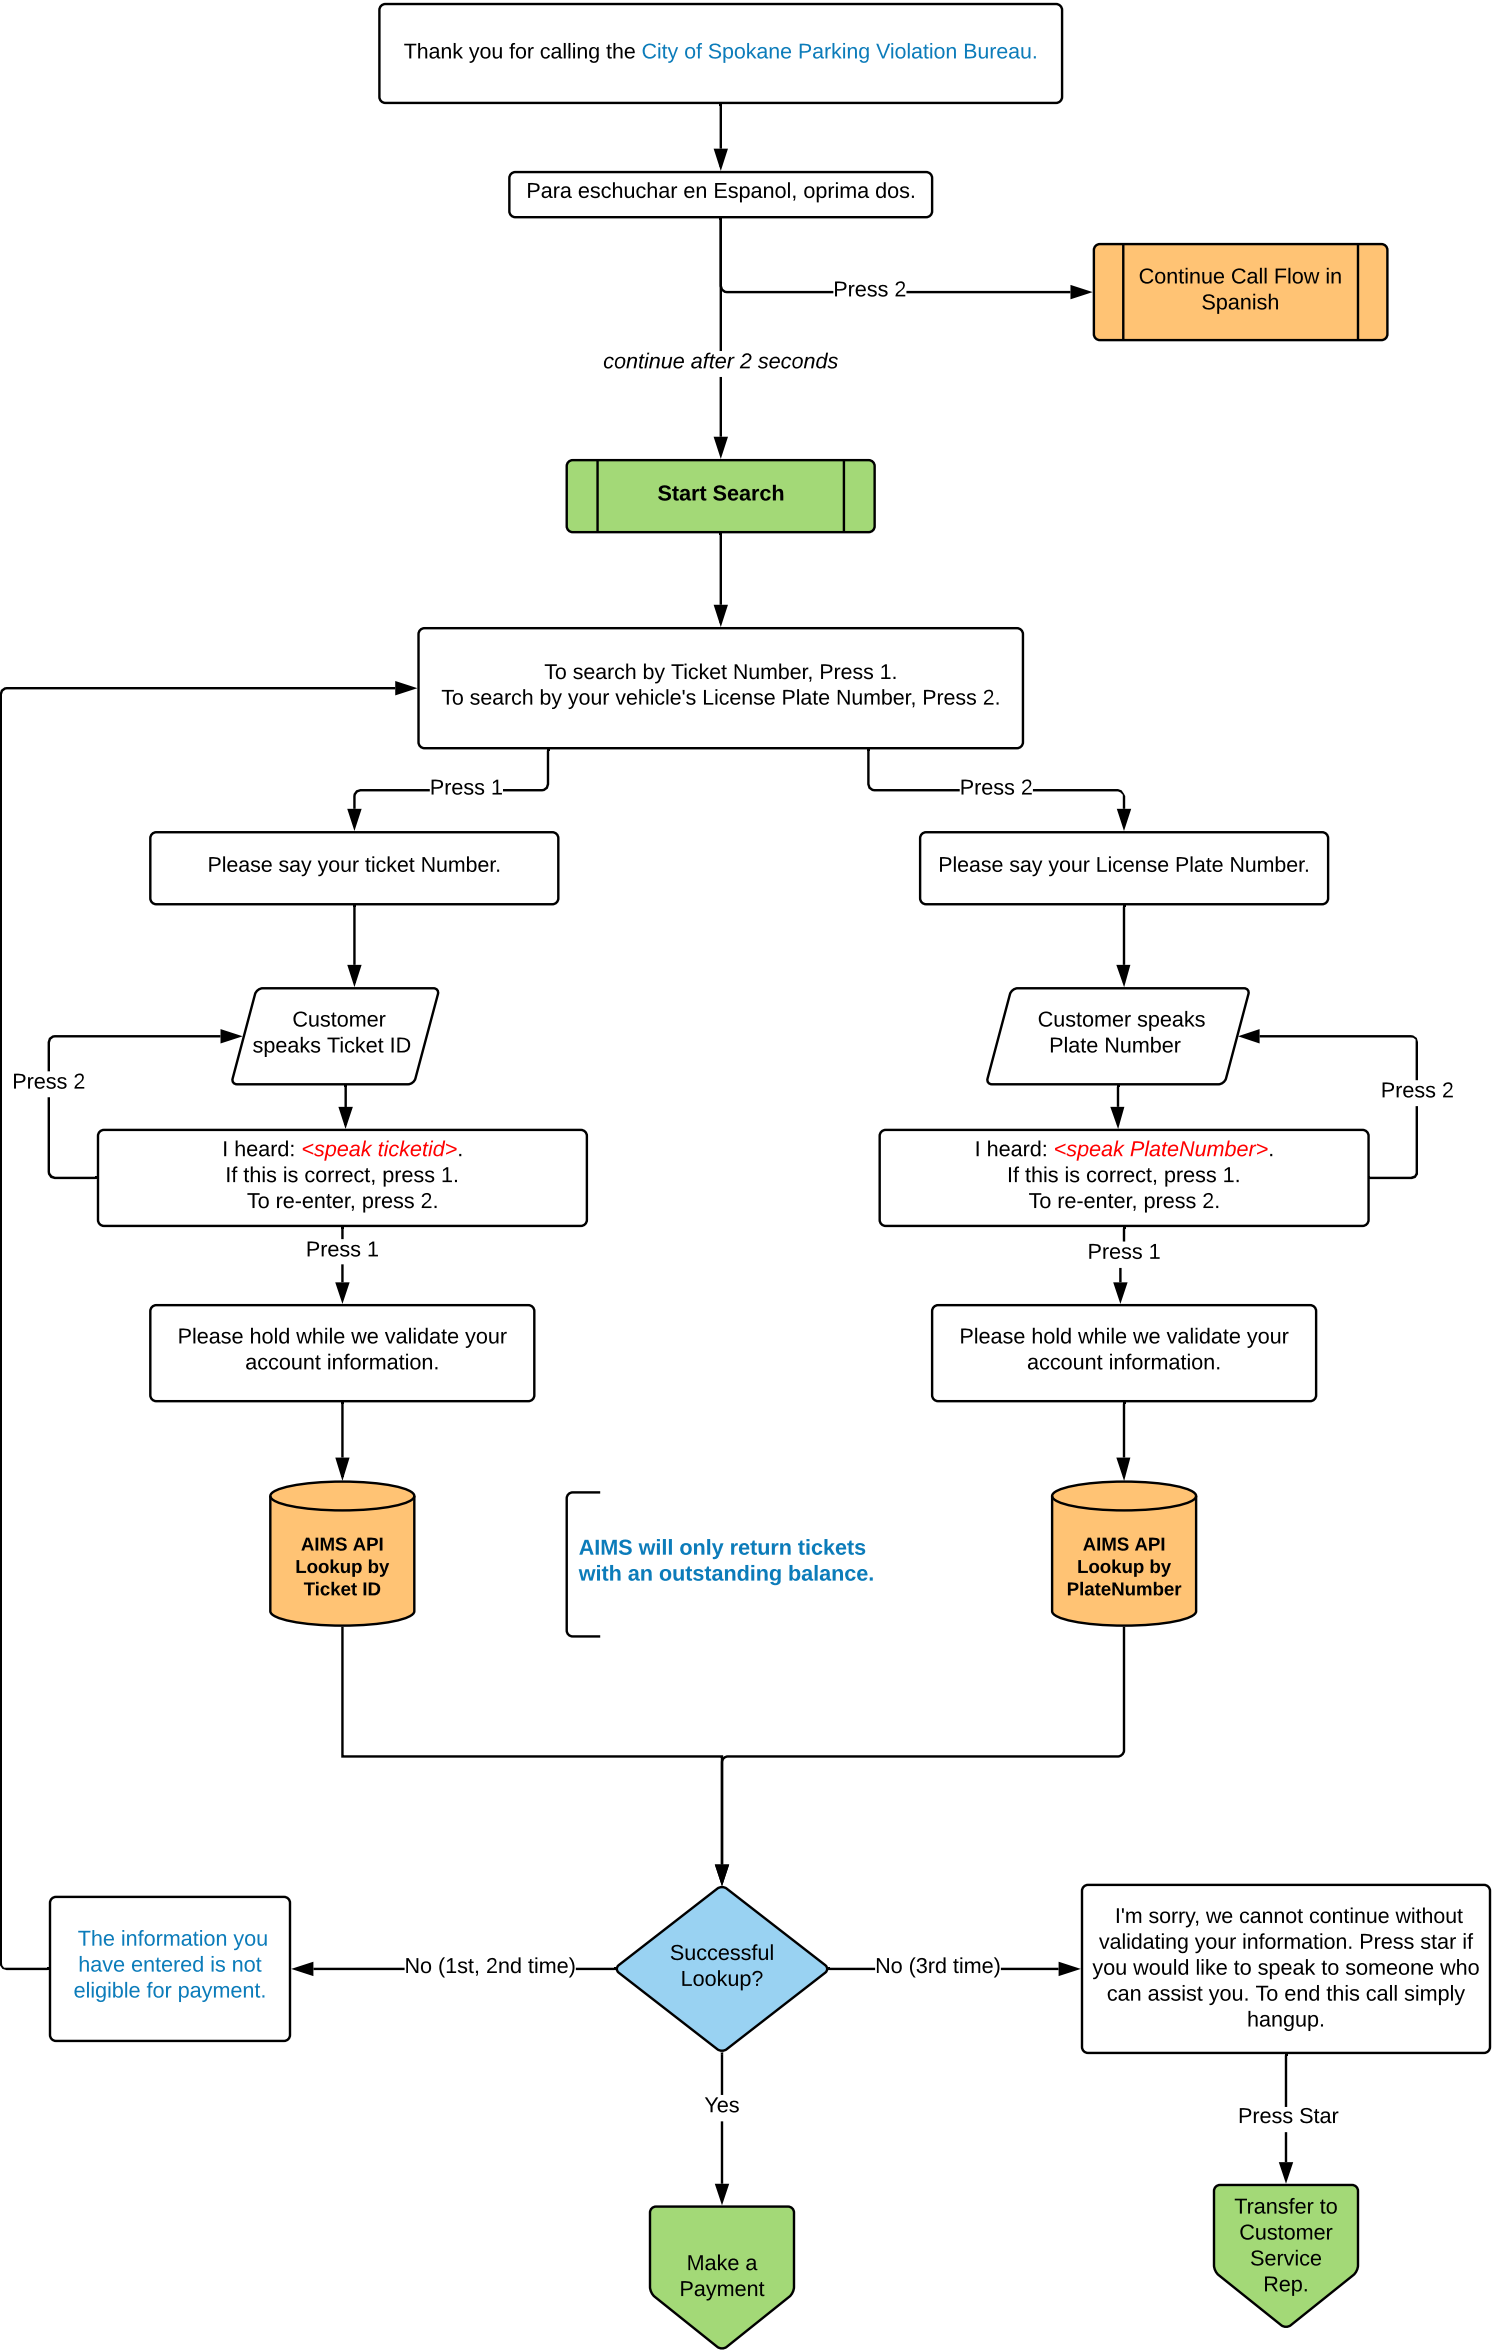 Thank you for calling the City of Spokane Parking Violation Bureau.
Para eschuchar en Espanol, oprima dos.
Press 2
Continue Call Flow in
Spanish
continue after 2 seconds
Start Search
To search by Ticket Number, Press 1.
To search by your vehicle's License Plate Number, Press 2.
Press 1
Press 2
Please say your ticket Number.
Please say your License Plate Number.
Customer
speaks Ticket ID
Customer speaks
Plate Number
Press 2
Press 2
I heard: <speak ticketid>.
If this is correct, press 1.
To re-enter, press 2.
I heard: <speak PlateNumber>.
If this is correct, press 1.
To re-enter, press 2.
Press 1
Press 1
Please hold while we validate your
account information.
Please hold while we validate your
account information.
AIMS API
Lookup by
Ticket ID
AIMS will only return tickets
with an outstanding balance.
AIMS API
Lookup by
PlateNumber
The information you
have entered is not
eligible for payment.
No (1st, 2nd time)
Successful
Lookup?
No (3rd time)
I'm sorry, we cannot continue without
validating your information. Press star if
you would like to speak to someone who
can assist you. To end this call simply
hangup.
Yes
Press Star
Make a
Payment
Transfer to
Customer
Service
Rep.